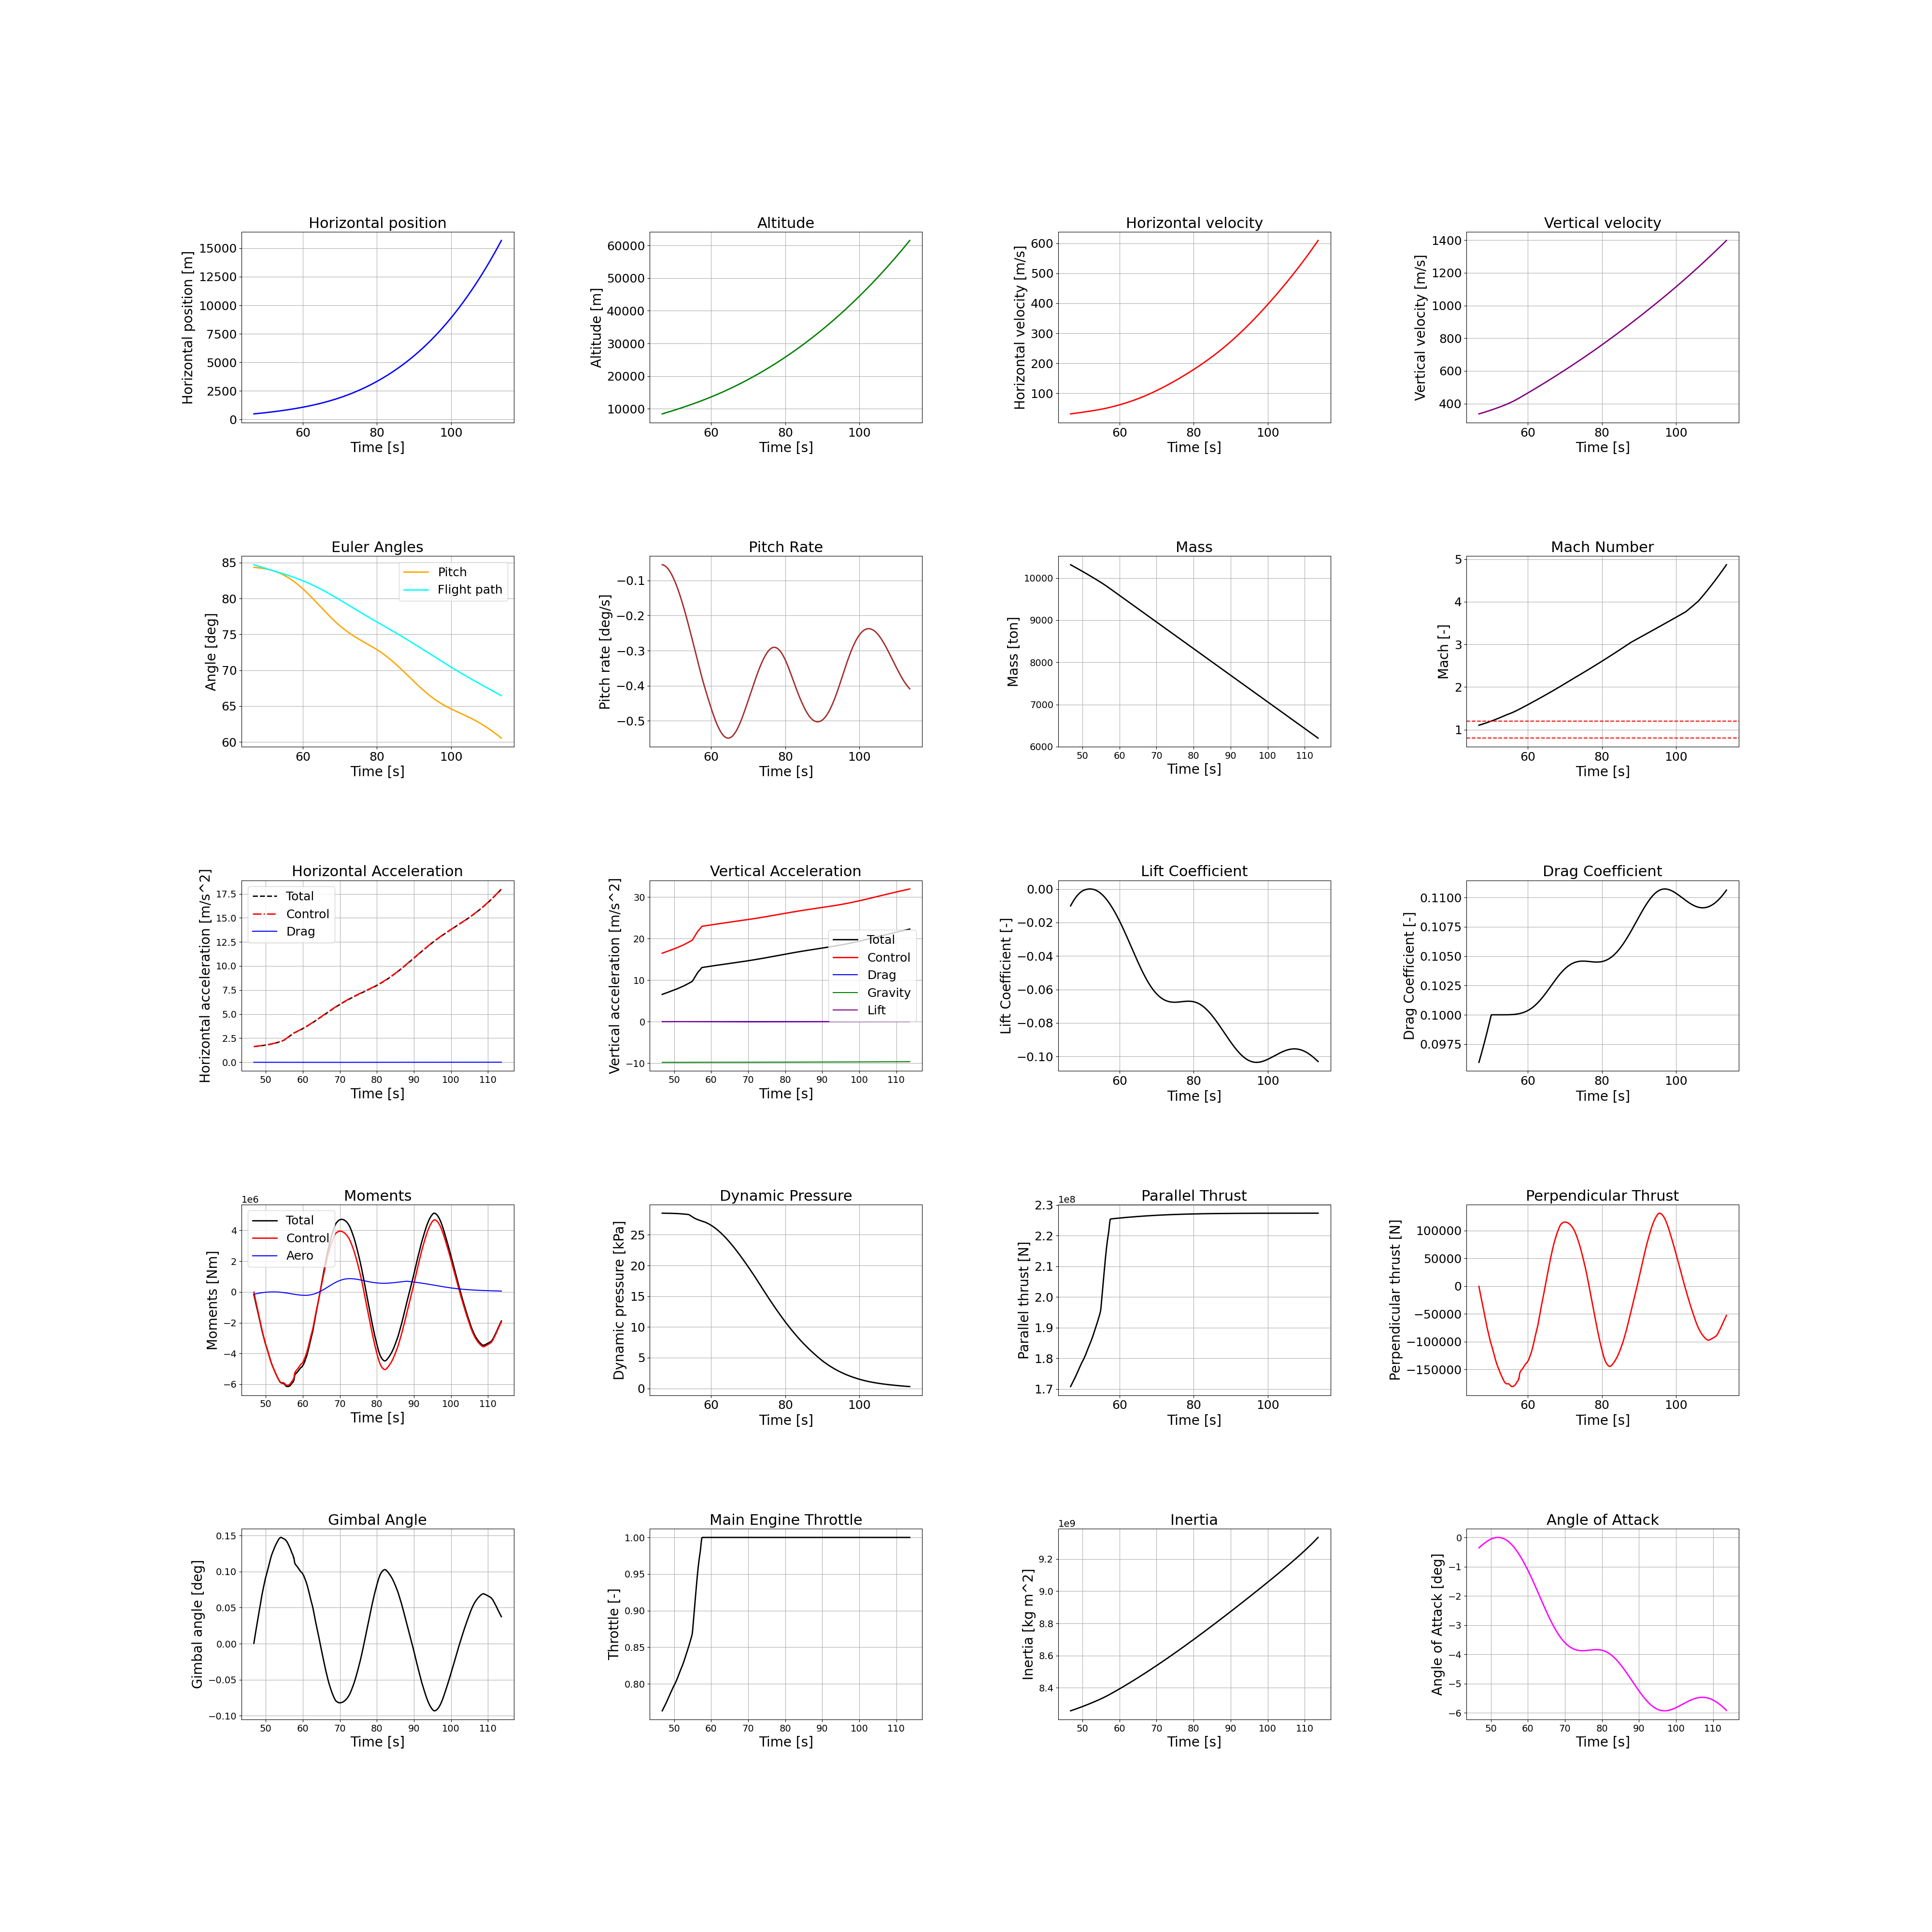 Horizontal position
Horizontal position [m]
15000
12500
10000
7500
5000
2500
0
60 80 100
Time [s]
Altitude
Altitude [m]
60000
50000
40000
30000
20000
10000
60 80 100
Time [s]
Horizontal velocity
Horizontal velocity [m/s]
600
500
400
300
200
100
60 80 100
Time [s]
Vertical velocity
Vertical velocity [m/s]
1400
1200
1000
800
600
400
60 80 100
Time [s]
Euler Angles
Angle [deg]
85
80
75
70
65
60
Pitch
Flight path
60 80 100
Time [s]
Pitch Rate
Pitch rate [deg/s]
−0.1
−0.2
−0.3
−0.4
−0.5
60 80 100
Time [s]
Mass
Mass [ton]
10000
9000
8000
7000
6000
50 60 70 80 90 100 110
Time [s]
Mach Number
Mach [-]
5
4
3
2
1
60 80 100
Time [s]
Horizontal Acceleration
Horizontal acceleration [m/s^2]
17.5
15.0
12.5
10.0
7.5
5.0
2.5
0.0
Total
Control
Drag
50 60 70 80 90 100 110
Time [s]
Vertical Acceleration
Vertical acceleration [m/s^2]
30
20
10
0
−10
Total
Control
Drag
Gravity
Lift
50 60 70 80 90 100 110
Time [s]
Lift Coefficient
Lift Coefficient [-]
0.00
−0.02
−0.04
−0.06
−0.08
−0.10
60 80 100
Time [s]
Drag Coefficient
Drag Coefficient [-]
0.1100
0.1075
0.1050
0.1025
0.1000
0.0975
60 80 100
Time [s]
Moments
1e6
Moments [Nm]
4
2
0
−2
−4
−6
Total
Control
Aero
50 60 70 80 90 100 110
Time [s]
Dynamic Pressure
Dynamic pressure [kPa]
25
20
15
10
5
0
60 80 100
Time [s]
Parallel Thrust
1e8
Parallel thrust [N]
2.3
2.2
2.1
2.0
1.9
1.8
1.7
60 80 100
Time [s]
Perpendicular Thrust
Perpendicular thrust [N]
100000
50000
0
−50000
−100000
−150000
60 80 100
Time [s]
Gimbal Angle
Gimbal angle [deg]
0.15
0.10
0.05
0.00
−0.05
−0.10
50 60 70 80 90 100 110
Time [s]
Main Engine Throttle
Throttle [-]
1.00
0.95
0.90
0.85
0.80
50 60 70 80 90 100 110
Time [s]
Inertia
1e9
Inertia [kg m^2]
9.2
9.0
8.8
8.6
8.4
50 60 70 80 90 100 110
Time [s]
Angle of Attack
Angle of Attack [deg]
0
−1
−2
−3
−4
−5
−6
50 60 70 80 90 100 110
Time [s]